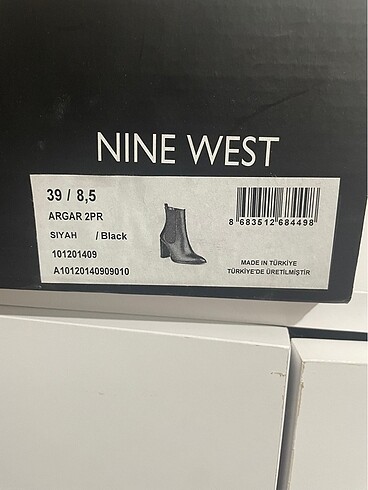 NINE WEST
39 / 8,5
ARGAR 2PR
SIYAH / Black
101201409
A10120140909010
8 683512 684498
MADE IN TÜRKİYE
TÜRKİYE'DE ÜRETİLMİŞTİR